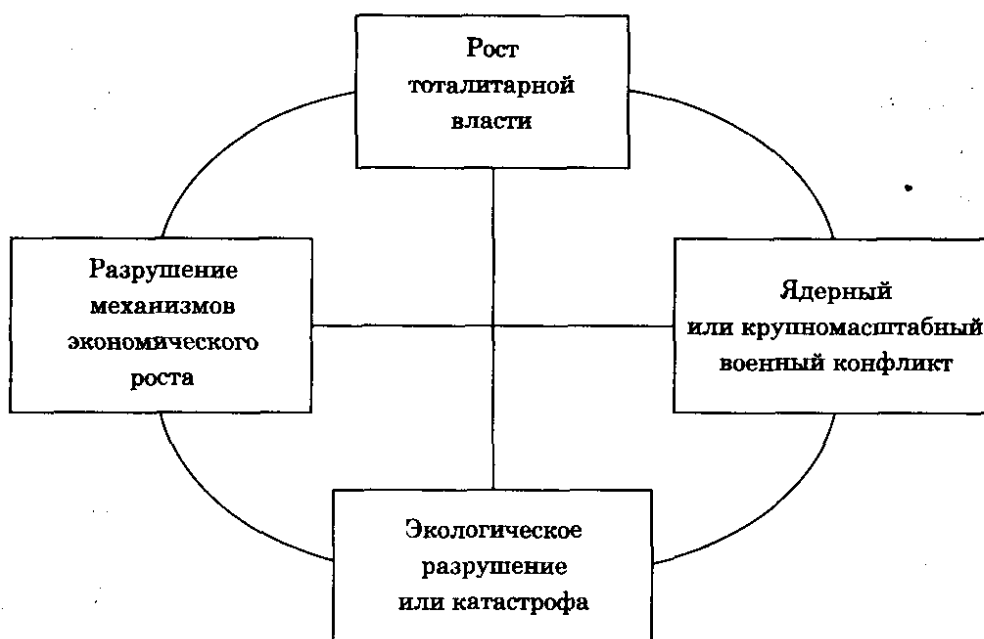 Рост
тоталитарной
власти
Разрушение
механизмов
экономического
роста
Ядерный
или крупномасштабный
военный конфликт
Экологическое
разрушение
или катастрофа